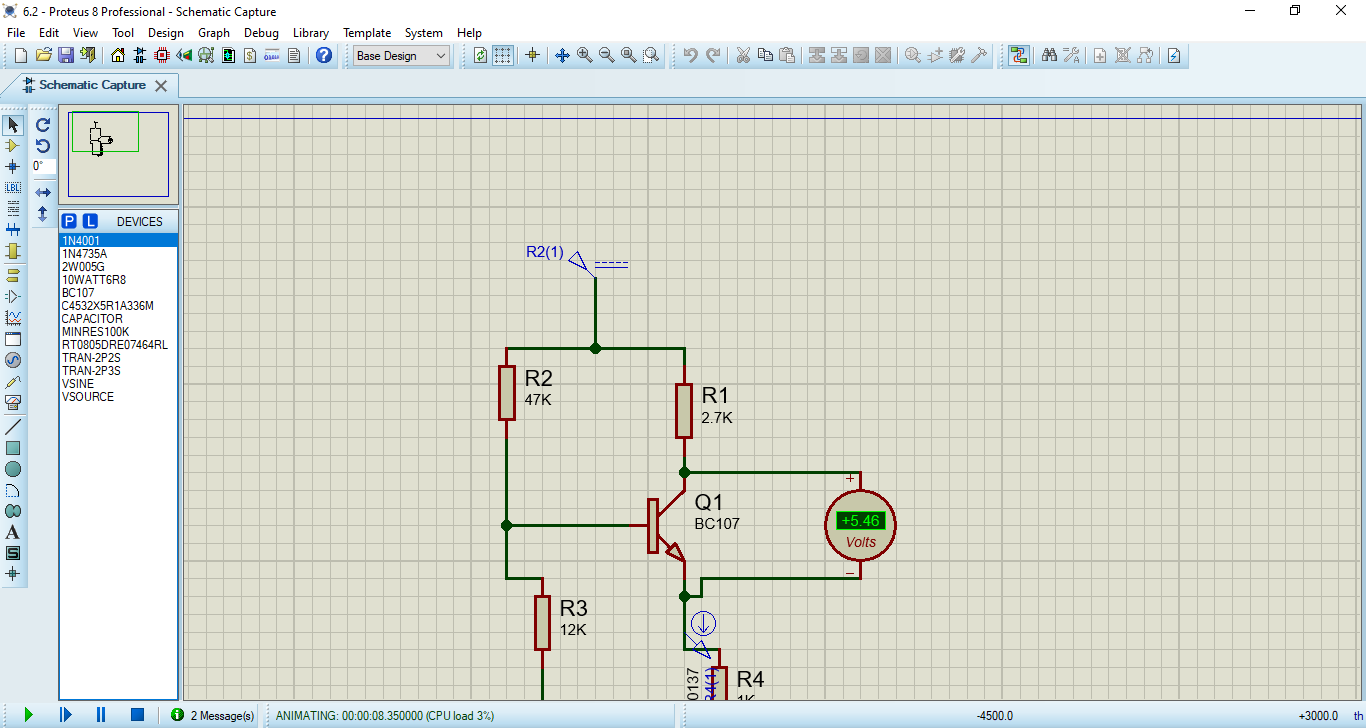 6.2 - Proteus 8 Professional - Schematic Capture
File Edit View Tool Design Graph Debug Library Template System Help
Base Design
Schematic Capture
0°
P L DEVICES
1N4001
1N4735A
2W005G
10WATT6R8
BC107
C4532X5R1A336M
CAPACITOR
MINRES100K
RT0805DRE07464RL
TRAN-2P2S
TRAN-2P3S
VSINE
VSOURCE
LBL
A
S
R2(1)
R2
47K
R1
2.7K
Q1
BC107
+
+5.46
Volts
−
R3
12K
R4
1K
0137
R4(1)
2 Message(s)
ANIMATING: 00:00:08.350000 (CPU load 3%)
-4500.0
+3000.0
th